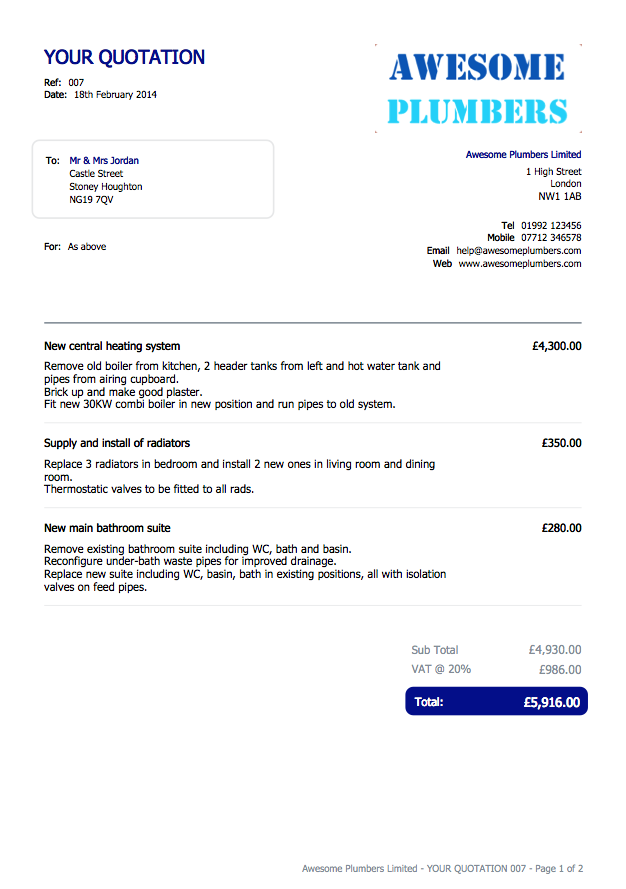 YOUR QUOTATION
Ref: 007
Date: 18th February 2014
AWESOME
PLUMBERS
To: Mr & Mrs Jordan
Castle Street
Stoney Houghton
NG19 7QV
For: As above
Awesome Plumbers Limited
1 High Street
London
NW1 1AB
Tel 01992 123456
Mobile 07712 346578
Email help@awesomeplumbers.com
Web www.awesomeplumbers.com
New central heating system £4,300.00
Remove old boiler from kitchen, 2 header tanks from left and hot water tank and
pipes from airing cupboard.
Brick up and make good plaster.
Fit new 30KW combi boiler in new position and run pipes to old system.
Supply and install of radiators £350.00
Replace 3 radiators in bedroom and install 2 new ones in living room and dining
room.
Thermostatic valves to be fitted to all rads.
New main bathroom suite £280.00
Remove existing bathroom suite including WC, bath and basin.
Reconfigure under-bath waste pipes for improved drainage.
Replace new suite including WC, basin, bath in existing positions, all with isolation
valves on feed pipes.
Sub Total £4,930.00
VAT @ 20% £986.00
Total: £5,916.00
Awesome Plumbers Limited - YOUR QUOTATION 007 - Page 1 of 2